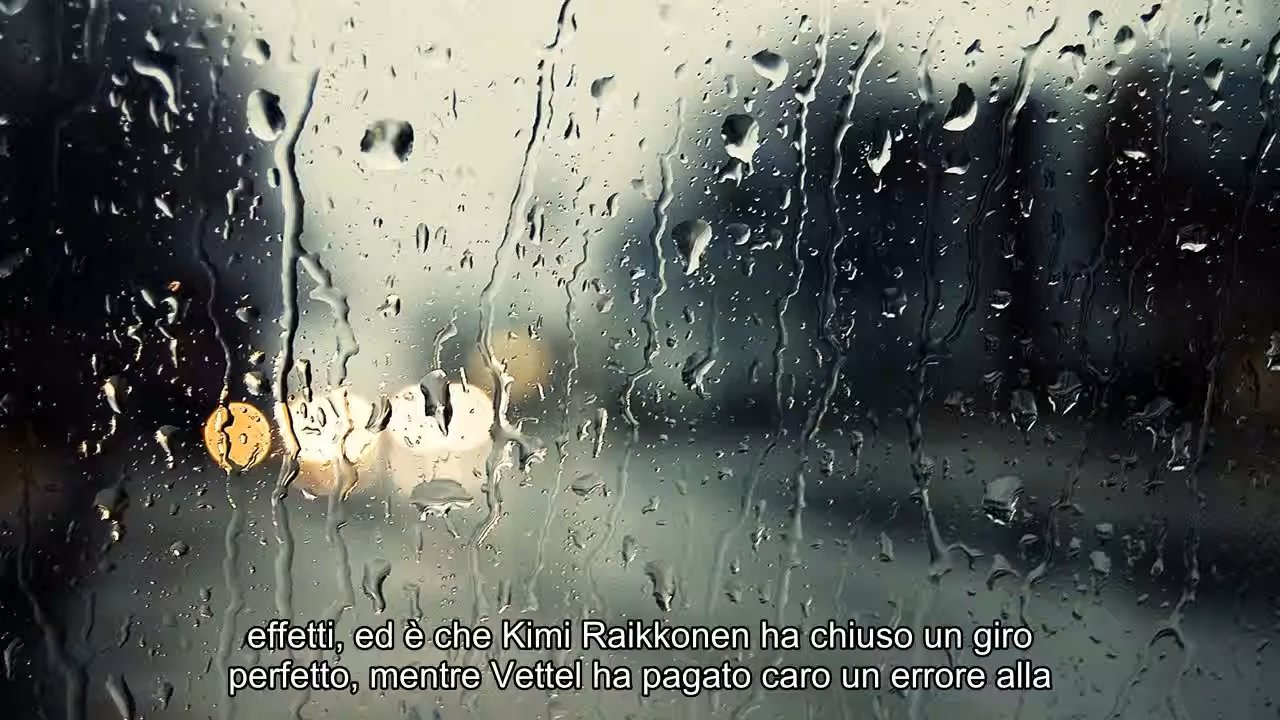 effetti, ed è che Kimi Raikkonen ha chiuso un giro
perfetto, mentre Vettel ha pagato caro un errore alla